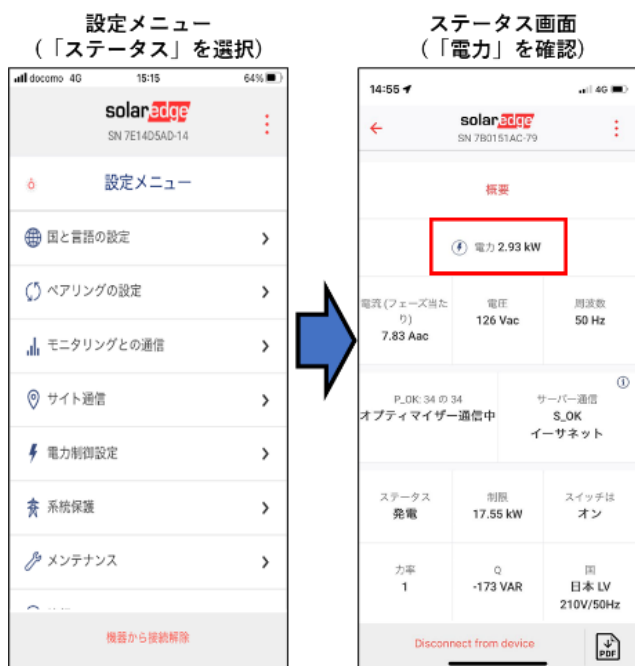 設定メニュー
(「ステータス」を選択)
docomo 4G 15:15 64%
solaredge
SN 7E14D5AD-14
設定メニュー
国と言語の設定
ペアリングの設定
モニタリングとの通信
サイト通信
電力制御設定
系統保護
メンテナンス
機器から接続解除
ステータス画面
(「電力」を確認)
14:55 4G
solaredge
SN 7B0151AC-79
概要
電力 2.93 kW
電流 (フェーズ当た
り)
7.83 Aac
電圧
126 Vac
周波数
50 Hz
P_OK: 34 の 34
オプティマイザー通信中
サーバー通信
S_OK
イーサネット
ステータス
発電
制限
17.55 kW
スイッチは
オン
力率
1
Q
-173 VAR
国
日本 LV
210V/50Hz
Disconnect from device
PDF